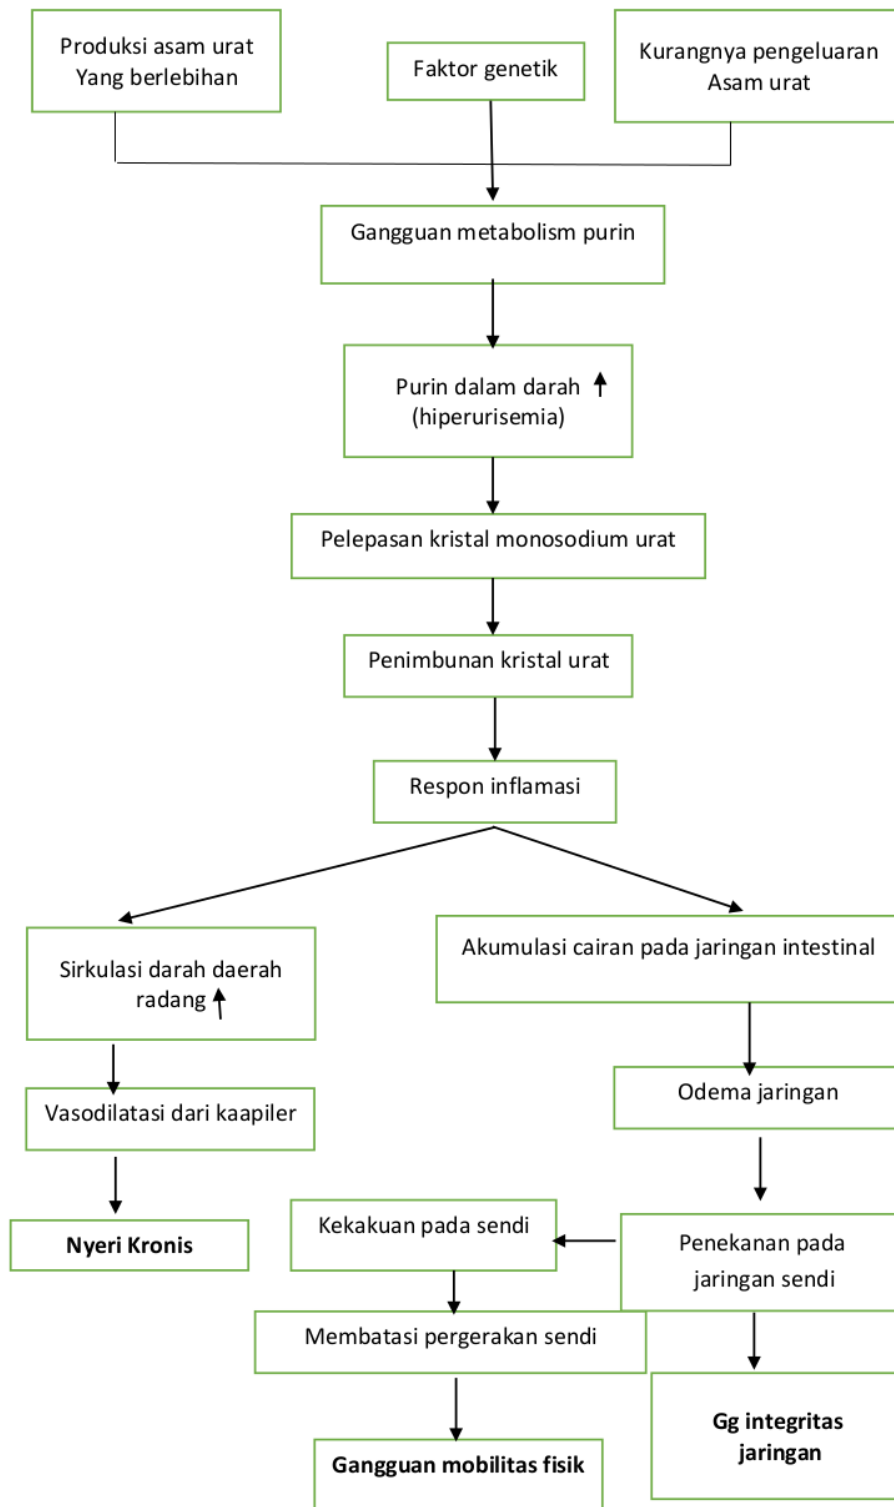 Produksi asam urat
Yang berlebihan
Faktor genetik
Kurangnya pengeluaran
Asam urat
Gangguan metabolism purin
Purin dalam darah
(hiperurisemia)
Pelepasan kristal monosodium urat
Penimbunan kristal urat
Respon inflamasi
Sirkulasi darah daerah
radang
Akumulasi cairan pada jaringan intestinal
Vasodilatasi dari kaapiler
Odema jaringan
Nyeri Kronis
Kekakuan pada sendi
Penekanan pada
jaringan sendi
Membatasi pergerakan sendi
Gg integritas
jaringan
Gangguan mobilitas fisik